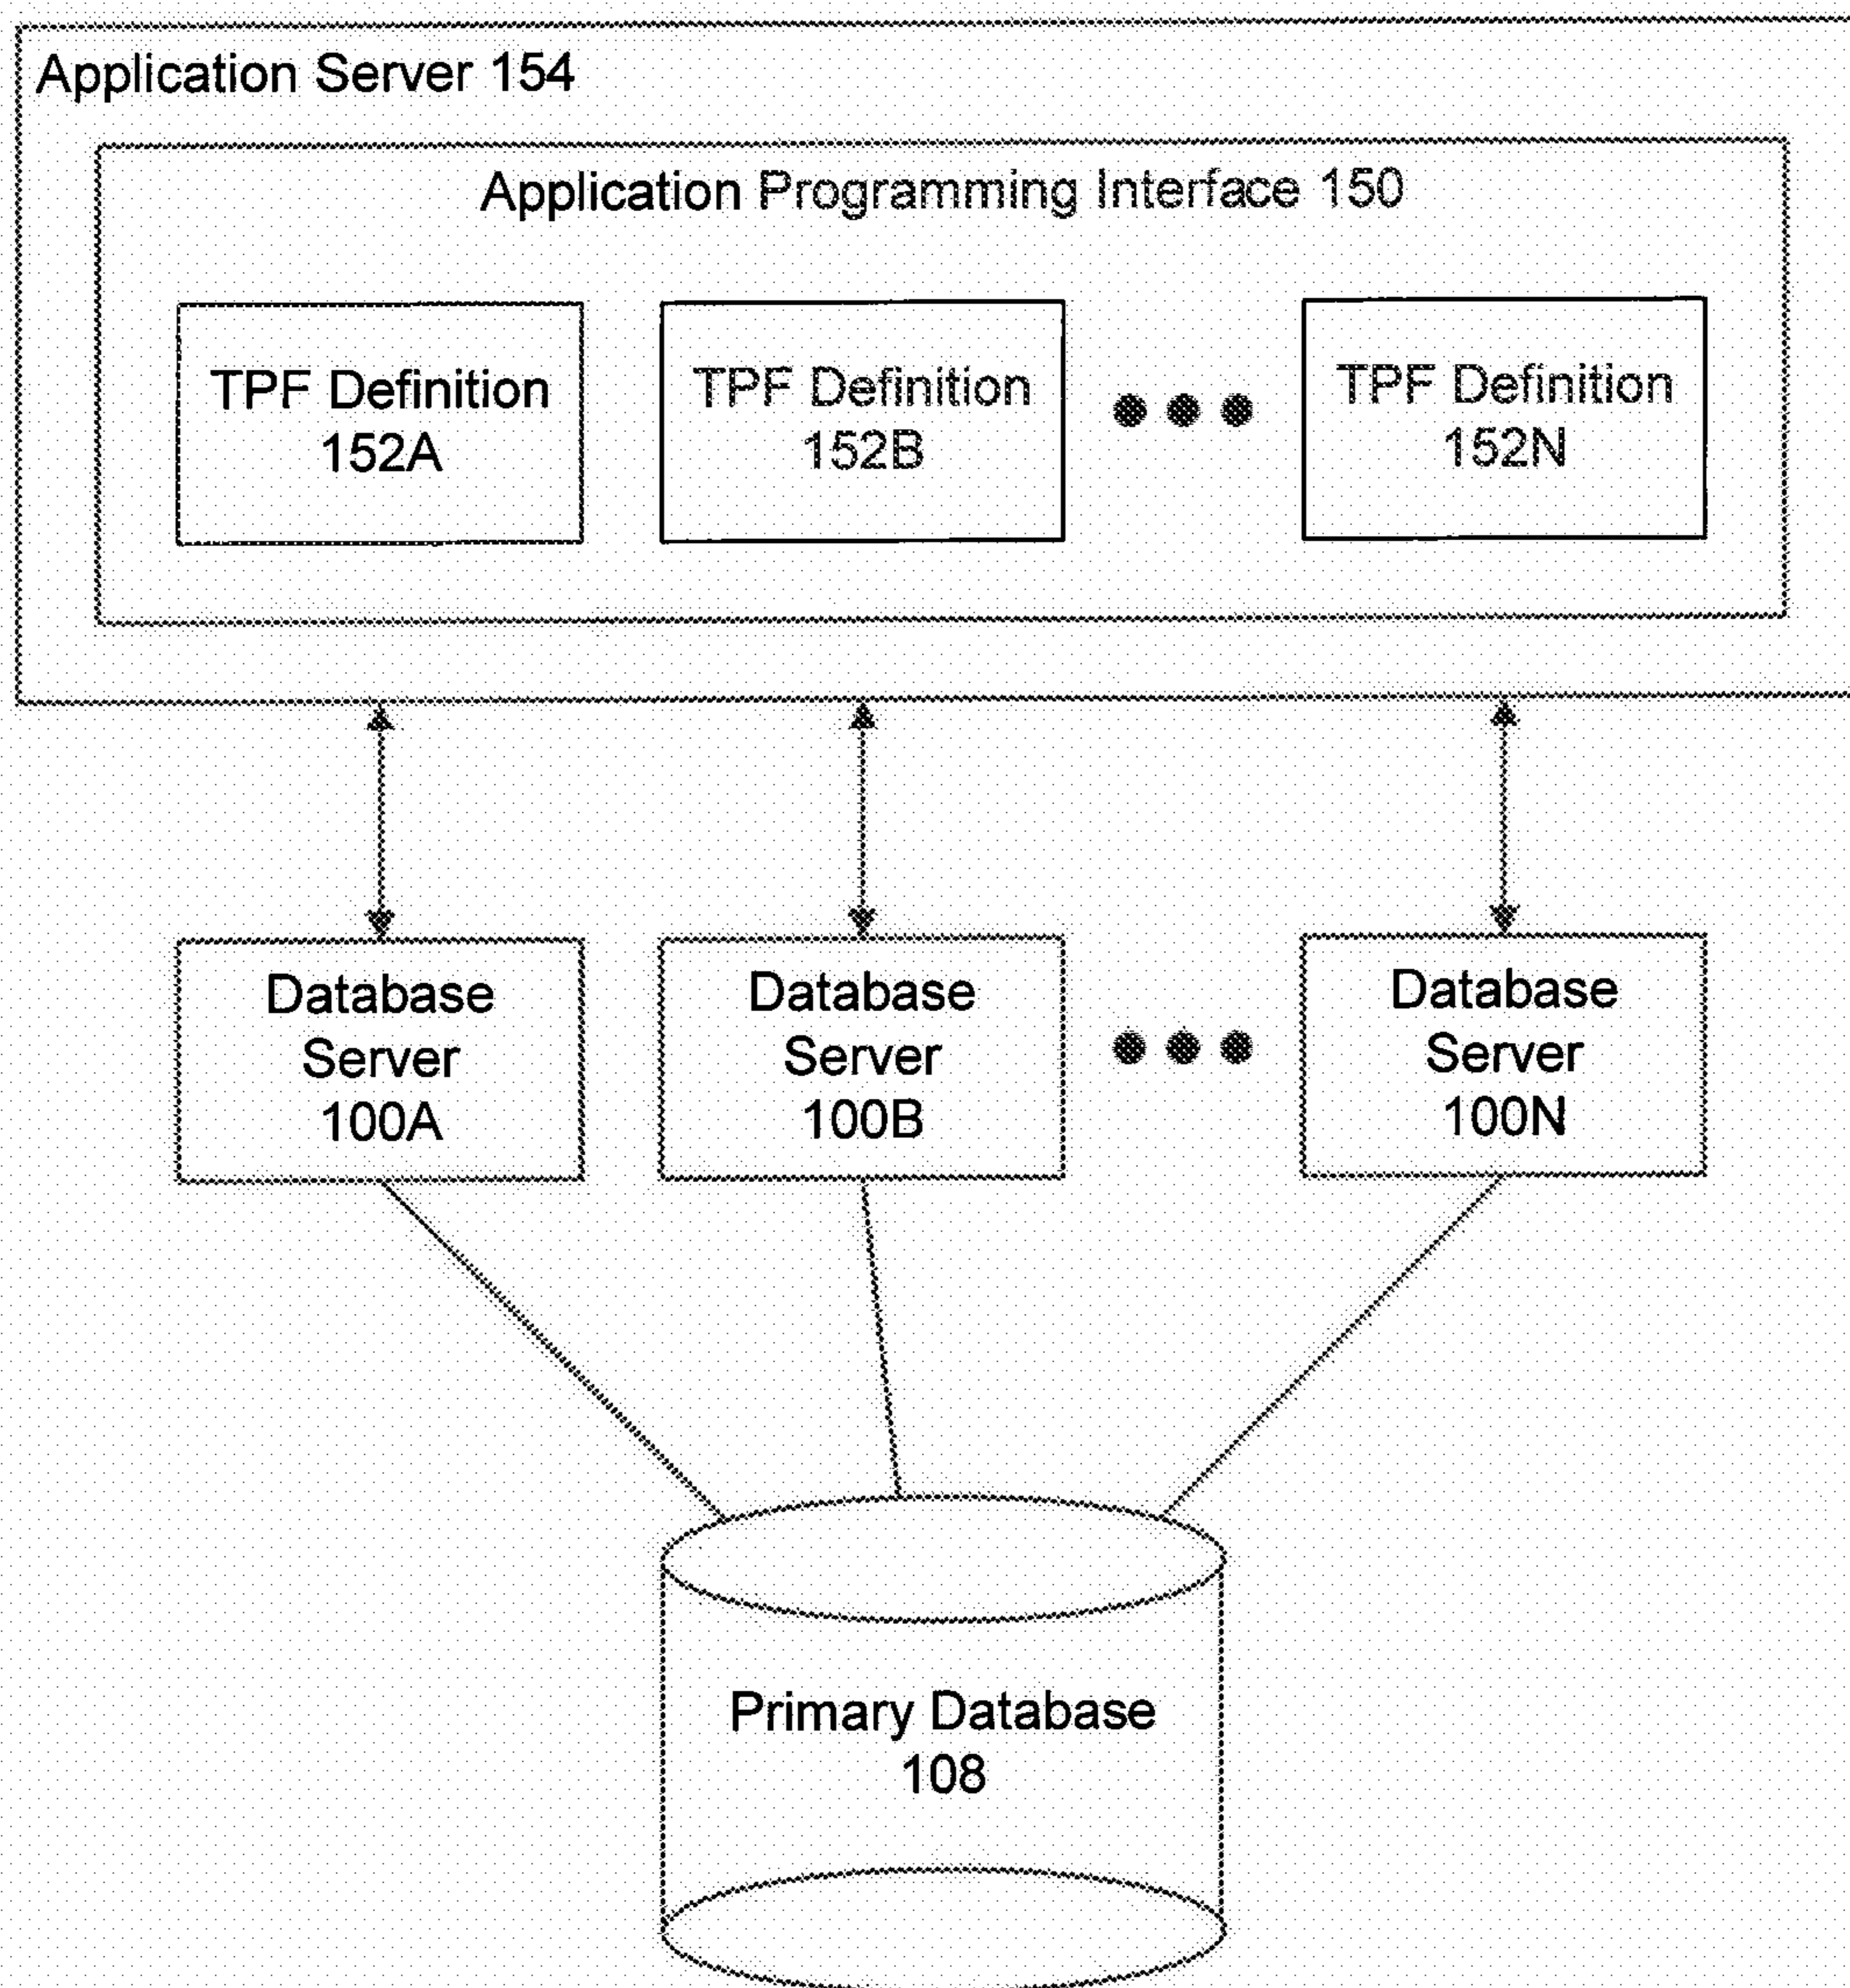 Application Server 154
Application Programming Interface 150
TPF Definition
152A
TPF Definition
152B
TPF Definition
152N
Database
Server
100A
Database
Server
100B
Database
Server
100N
Primary Database
108